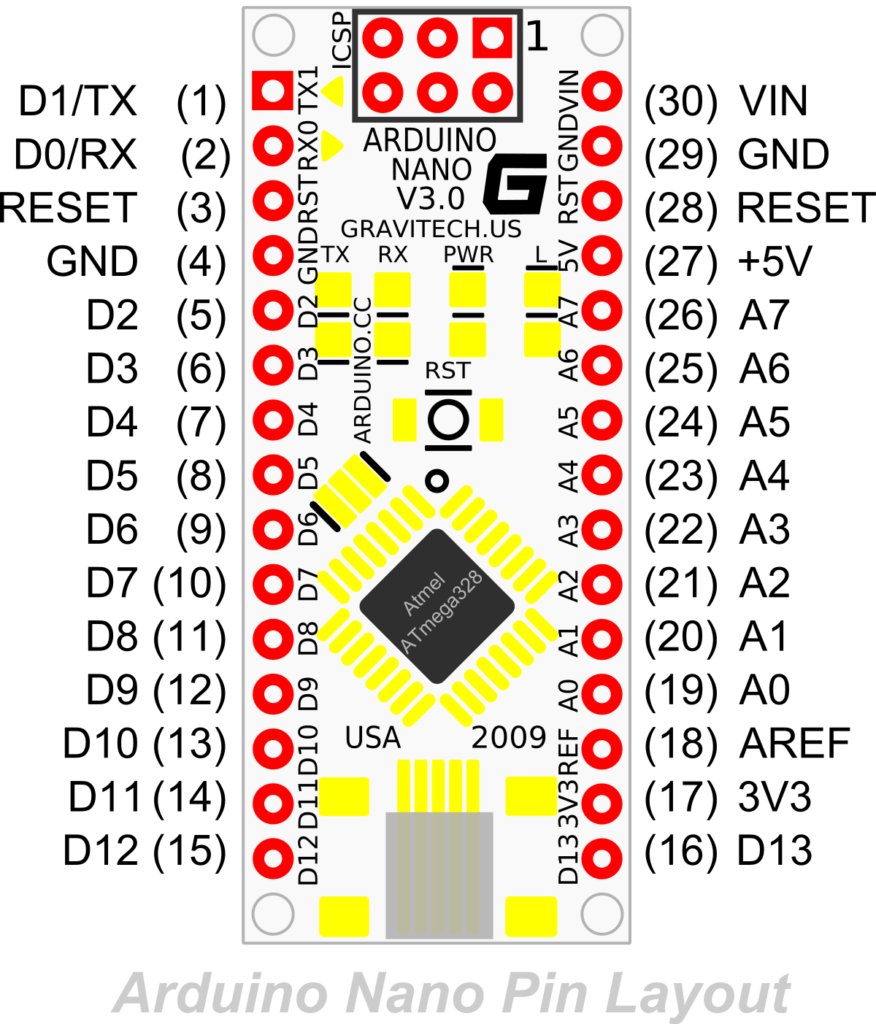 ICSP
1
D1/TX (1) TX1 VIN (30) VIN
D0/RX (2) RX0 GND (29) GND
ARDUINO
NANO
V3.0
G
RESET (3) RST RST (28) RESET
GRAVITECH.US
GND (4) GND 5V (27) +5V
TX RX PWR L
D2 (5) D2 A7 (26) A7
ARDUINO.CC
D3 (6) D3 A6 (25) A6
RST
D4 (7) D4 A5 (24) A5
D5 (8) D5 A4 (23) A4
D6 (9) D6 A3 (22) A3
D7 (10) D7 A2 (21) A2
Atmel
ATmega328
D8 (11) D8 A1 (20) A1
D9 (12) D9 A0 (19) A0
USA 2009
D10 (13) D10 REF (18) AREF
D11 (14) D11 3V3 (17) 3V3
D12 (15) D12 D13 (16) D13
Arduino Nano Pin Layout